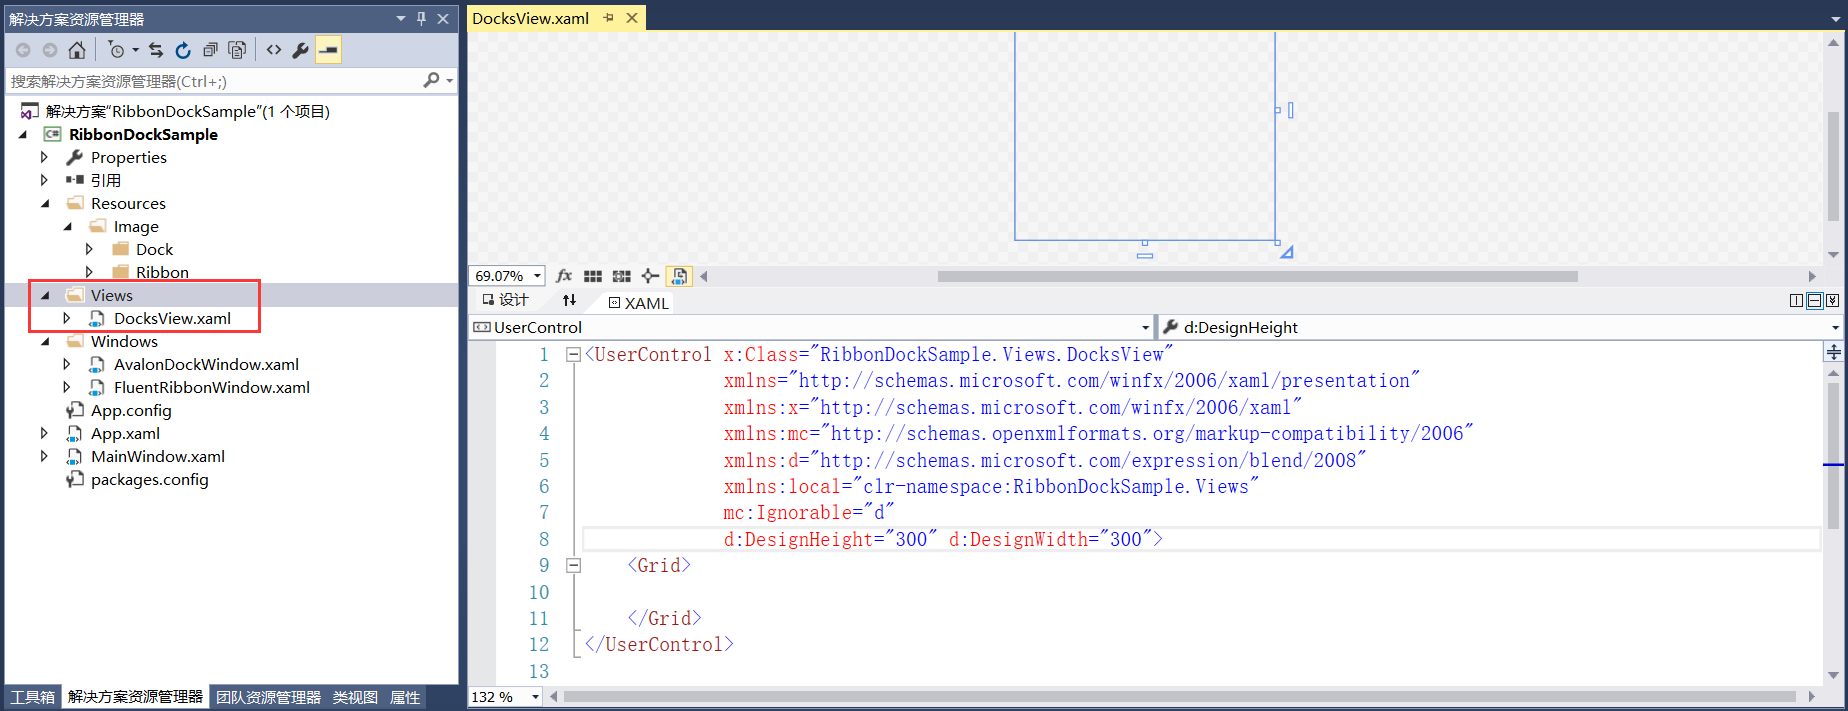 解决方案资源管理器
搜索解决方案资源管理器(Ctrl+;)
解决方案"RibbonDockSample"(1 个项目)
C# RibbonDockSample
Properties
引用
Resources
Image
Dock
Ribbon
Views
DocksView.xaml
Windows
AvalonDockWindow.xaml
FluentRibbonWindow.xaml
App.config
App.xaml
MainWindow.xaml
packages.config
工具箱 解决方案资源管理器 团队资源管理器 类视图 属性
DocksView.xaml
69.07% fx
设计 XAML
UserControl d:DesignHeight
1 <UserControl x:Class="RibbonDockSample.Views.DocksView"
2 xmlns="http://schemas.microsoft.com/winfx/2006/xaml/presentation"
3 xmlns:x="http://schemas.microsoft.com/winfx/2006/xaml"
4 xmlns:mc="http://schemas.openxmlformats.org/markup-compatibility/2006"
5 xmlns:d="http://schemas.microsoft.com/expression/blend/2008"
6 xmlns:local="clr-namespace:RibbonDockSample.Views"
7 mc:Ignorable="d"
8 d:DesignHeight="300" d:DesignWidth="300">
9 <Grid>
10
11 </Grid>
12 </UserControl>
13
132 %